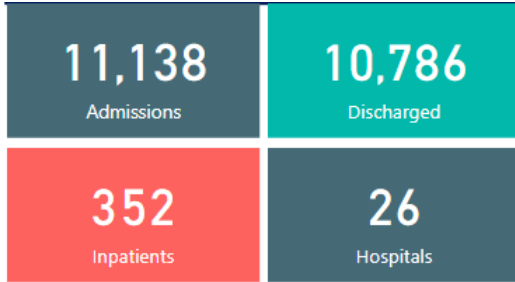 11,138
Admissions
10,786
Discharged
352
Inpatients
26
Hospitals